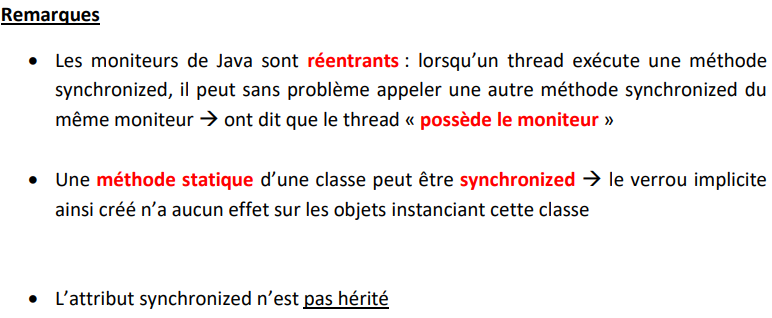 Remarques
• Les moniteurs de Java sont réentrants : lorsqu'un thread exécute une méthode
synchronized, il peut sans problème appeler une autre méthode synchronized du
même moniteur → ont dit que le thread « possède le moniteur »
• Une méthode statique d'une classe peut être synchronized → le verrou implicite
ainsi créé n'a aucun effet sur les objets instanciant cette classe
• L'attribut synchronized n'est pas hérité